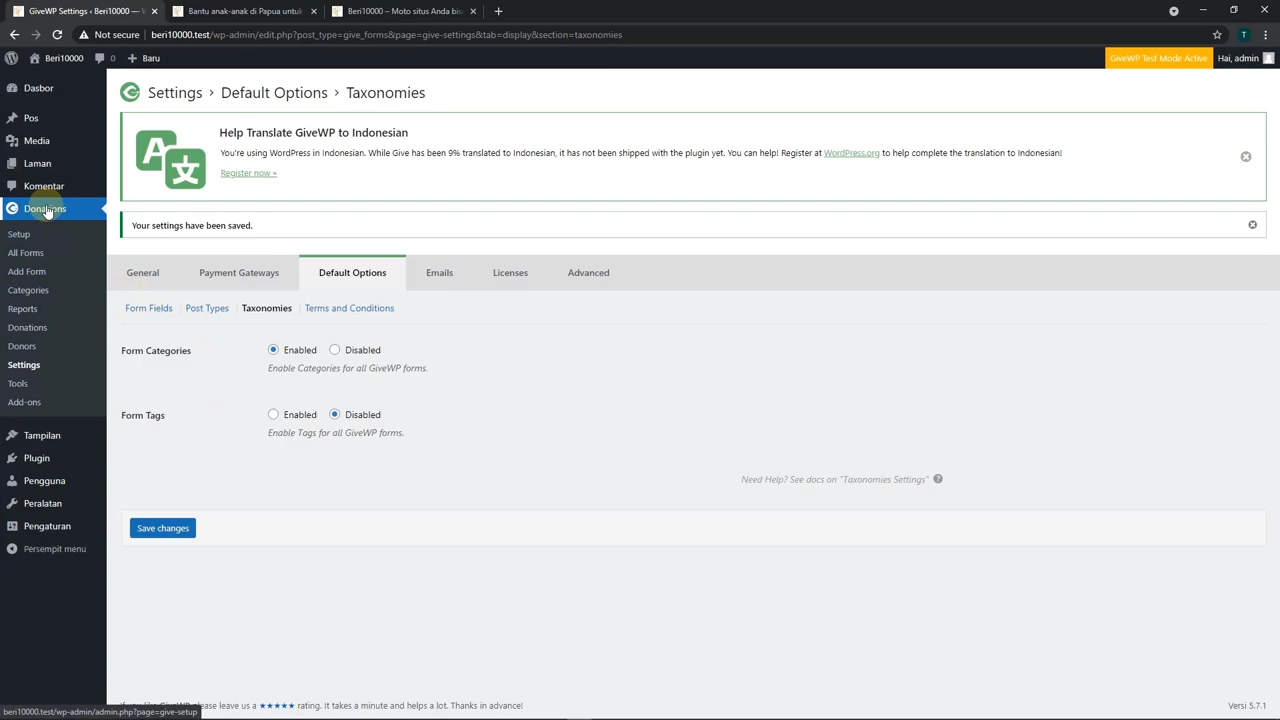 GiveWP Settings ‹ Beri10000 —
Bantu anak-anak di Papua untuk
Beri10000 – Moto situs Anda bis
Not secure
beri10000.test/wp-admin/edit.php?post_type=give_forms&page=give-settings&tab=display&section=taxonomies
T
Beri10000
0
Baru
GiveWP Test Mode Active
Hai, admin
Dasbor
Pos
Media
Laman
Komentar
Donations
Setup
All Forms
Add Form
Categories
Reports
Donations
Donors
Settings
Tools
Add-ons
Tampilan
Plugin
Pengguna
Peralatan
Pengaturan
Persempit menu
Settings › Default Options › Taxonomies
Help Translate GiveWP to Indonesian
You're using WordPress in Indonesian. While Give has been 9% translated to Indonesian, it has not been shipped with the plugin yet. You can help! Register at WordPress.org to help complete the translation to Indonesian!
Register now »
Your settings have been saved.
General
Payment Gateways
Default Options
Emails
Licenses
Advanced
Form Fields | Post Types | Taxonomies | Terms and Conditions
Form Categories
Enabled
Disabled
Enable Categories for all GiveWP forms.
Form Tags
Enabled
Disabled
Enable Tags for all GiveWP forms.
Need Help? See docs on "Taxonomies Settings"
Save changes
If you like GiveWP please leave us a ★★★★★ rating. It takes a minute and helps a lot. Thanks in advance!
Versi 5.7.1
beri10000.test/wp-admin/admin.php?page=give-setup